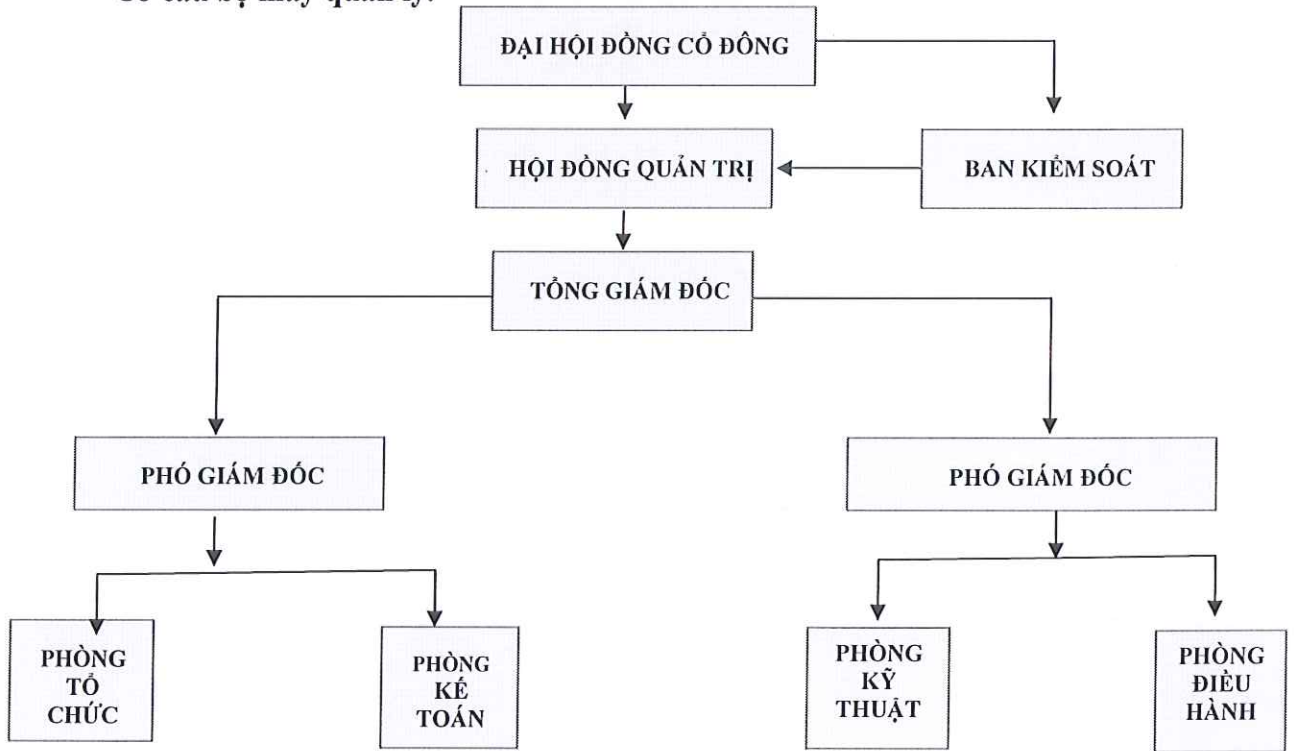 ĐẠI HỘI ĐỒNG CỔ ĐÔNG
HỘI ĐỒNG QUẢN TRỊ
BAN KIỂM SOÁT
TỔNG GIÁM ĐỐC
PHÓ GIÁM ĐỐC
PHÓ GIÁM ĐỐC
PHÒNG
TỔ
CHỨC
PHÒNG
KẾ
TOÁN
PHÒNG
KỸ
THUẬT
PHÒNG
ĐIỀU
HÀNH